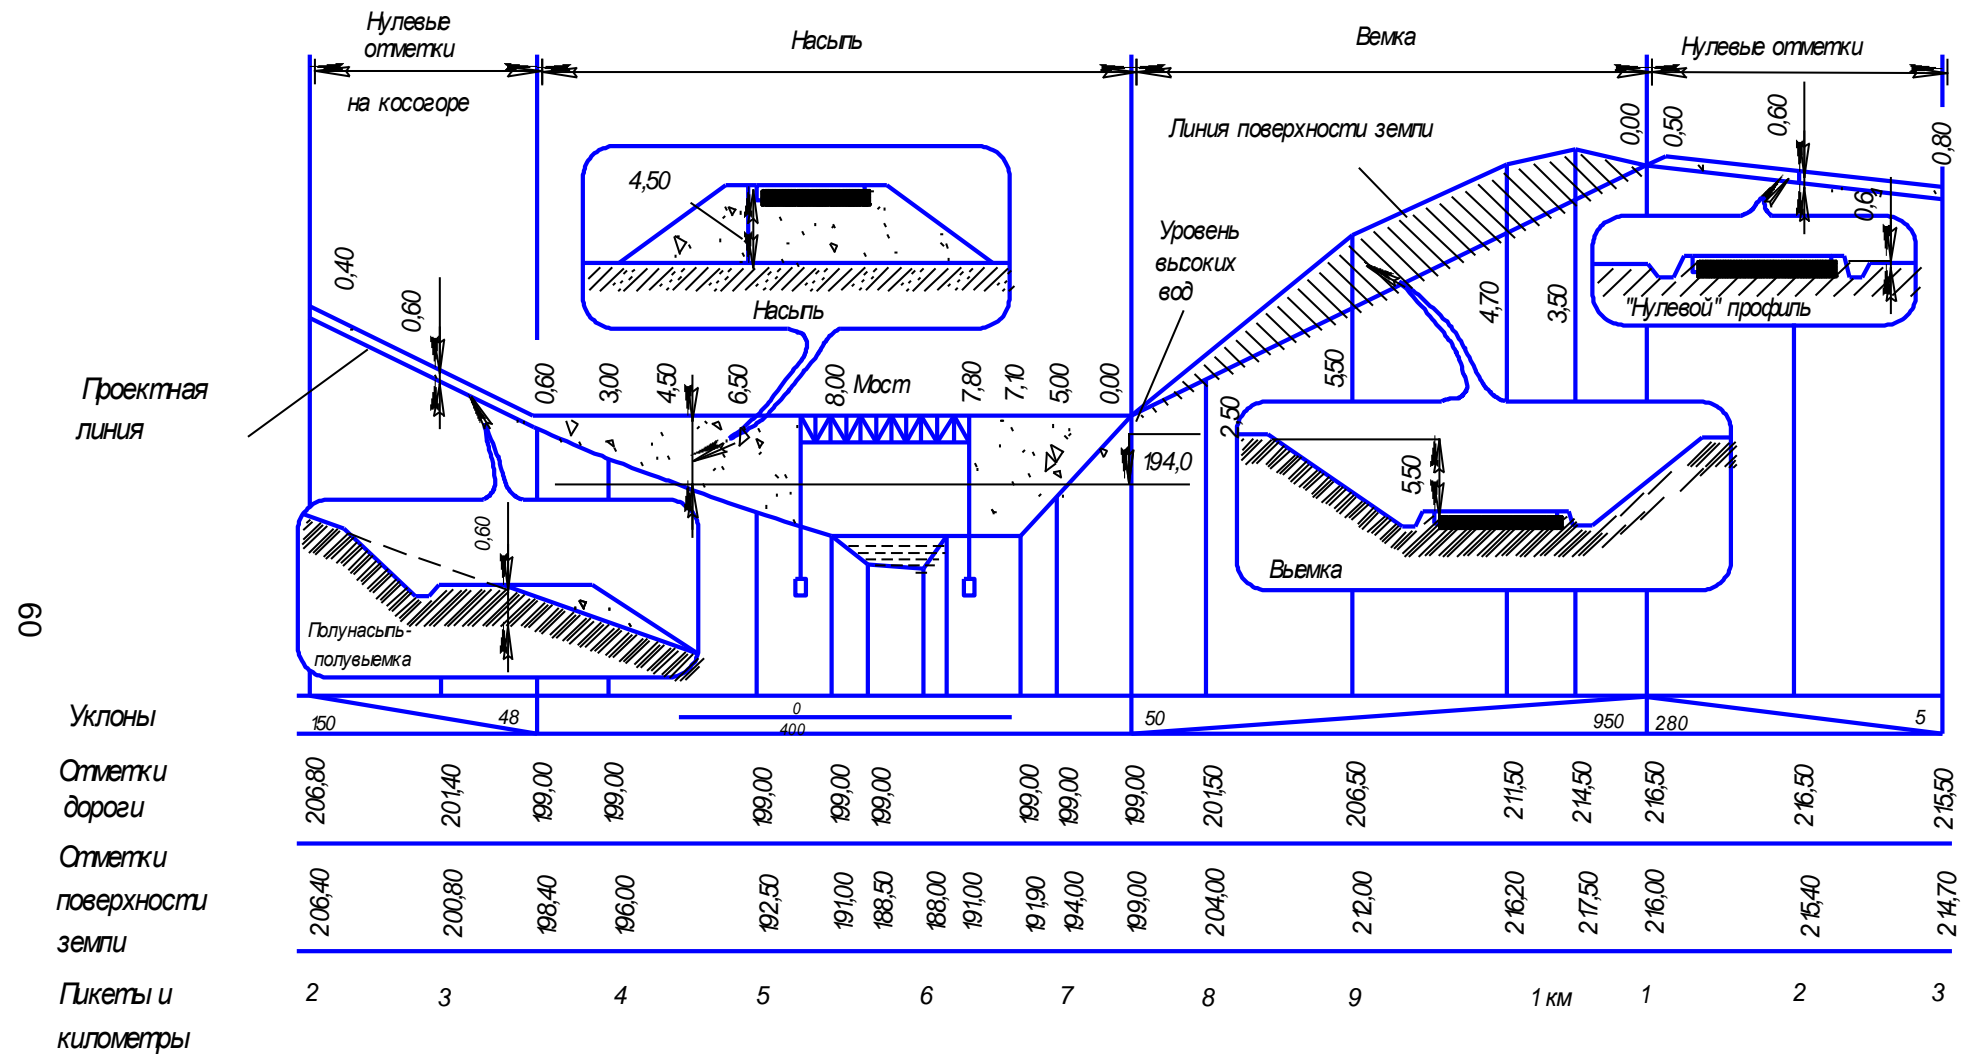 Нулевые
отметки
на косогоре
Насыпь
Вемка
Нулевые отметки
Линия поверхности земли
0,00
0,50
0,60
0,80
4,50
Насыпь
Уровень
высоких
вод
0,6
"Нулевой" профиль
0,40
0,60
Проектная
линия
0,60
3,00
4,50
6,50
8,00
Мост
7,80
7,10
5,00
0,00
2,50
5,50
4,70
3,50
194,0
5,50
Выемка
0,60
Полунасыпь-
полувыемка
60
Уклоны
150 48 0 400 50 950 280 5
Отметки
дороги
206,80 201,40 199,00 199,00 199,00 199,00 199,00 199,00 199,00 199,00 201,50 206,50 211,50 214,50 216,50 216,50 215,50
Отметки
поверхности
земли
206,40 200,80 198,40 196,00 192,50 191,00 188,50 188,00 191,00 191,90 194,00 199,00 204,00 212,00 216,20 217,50 216,00 215,40 214,70
Пикеты и
километры
2 3 4 5 6 7 8 9 1 км 1 2 3